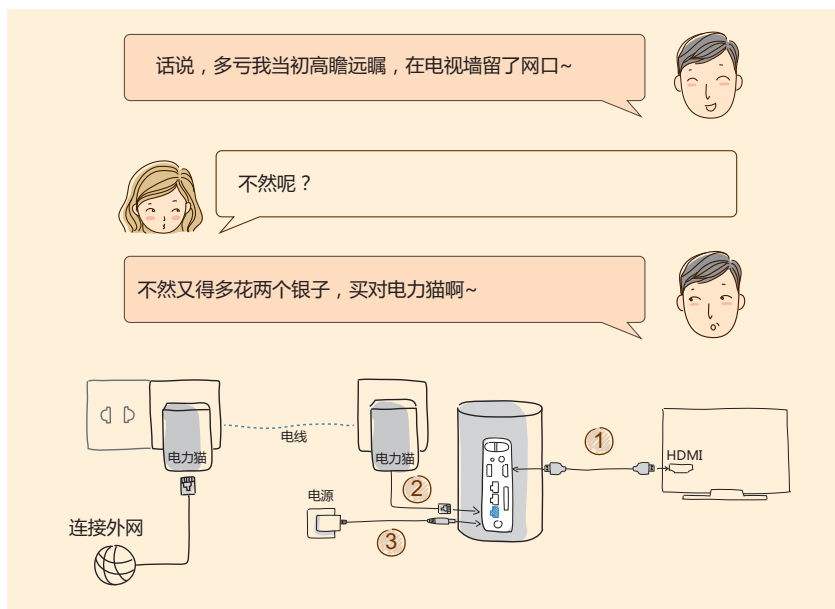 话说，多亏我当初高瞻远瞩，在电视墙留了网口~
不然呢？
不然又得多花两个银子，买对电力猫啊~
电线
电力猫
电力猫
HDMI
1
2
电源
连接外网
3